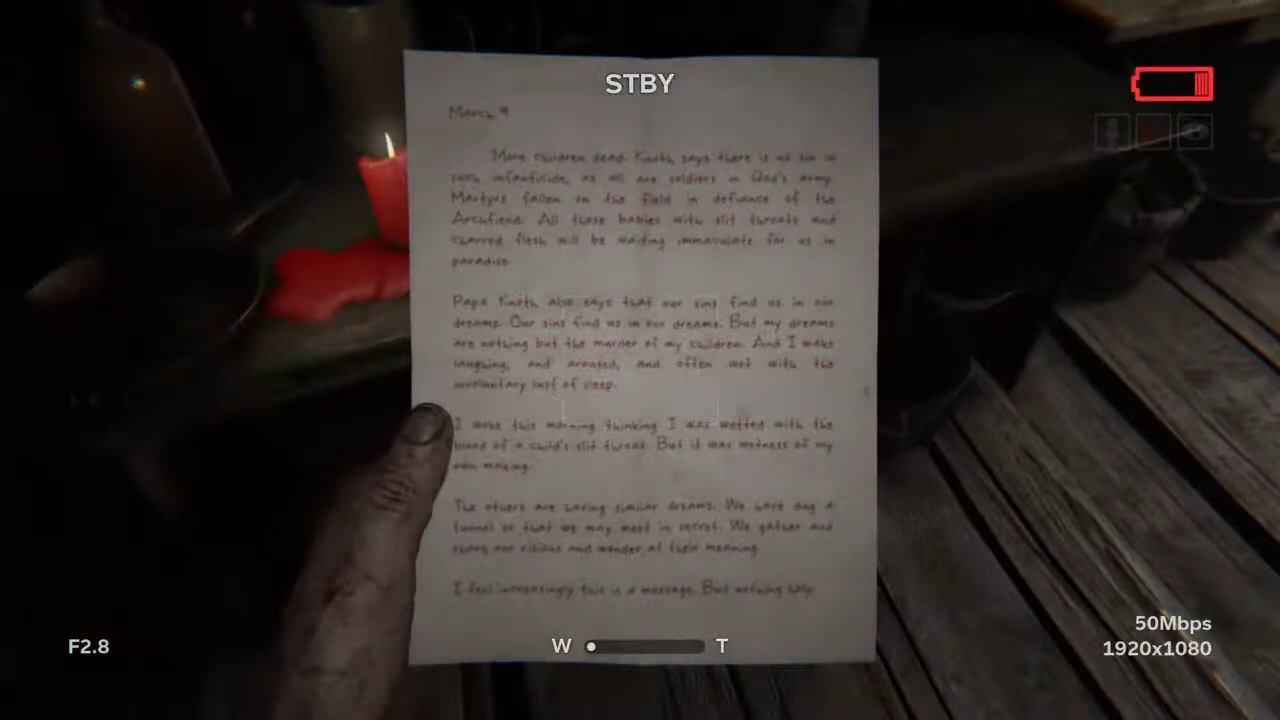 STBY
March 9
More children dead. Knoth says there is no sin in
such infanticide, as all are soldiers in God's army.
Martyrs fallen on the field in defiance of the
Archfiend. All those babies with slit throats and
charred flesh will be waiting immaculate for us in
paradise.
Papa Knoth also says that our sins find us in our
dreams. Our sins find us in our dreams. But my dreams
are nothing but the murder of my children. And I wake
laughing, and aroused, and often wet with the
involuntary lust of sleep.
I woke this morning thinking I was wetted with the
blood of a child's slit throat. But it was wetness of my
own making.
The others are having similar dreams. We have dug a
tunnel so that we may meet in secret. We gather and
share our visions and wonder at their meaning.
I feel increasingly this is a message. But nothing holy.
F2.8
W T
50Mbps
1920x1080